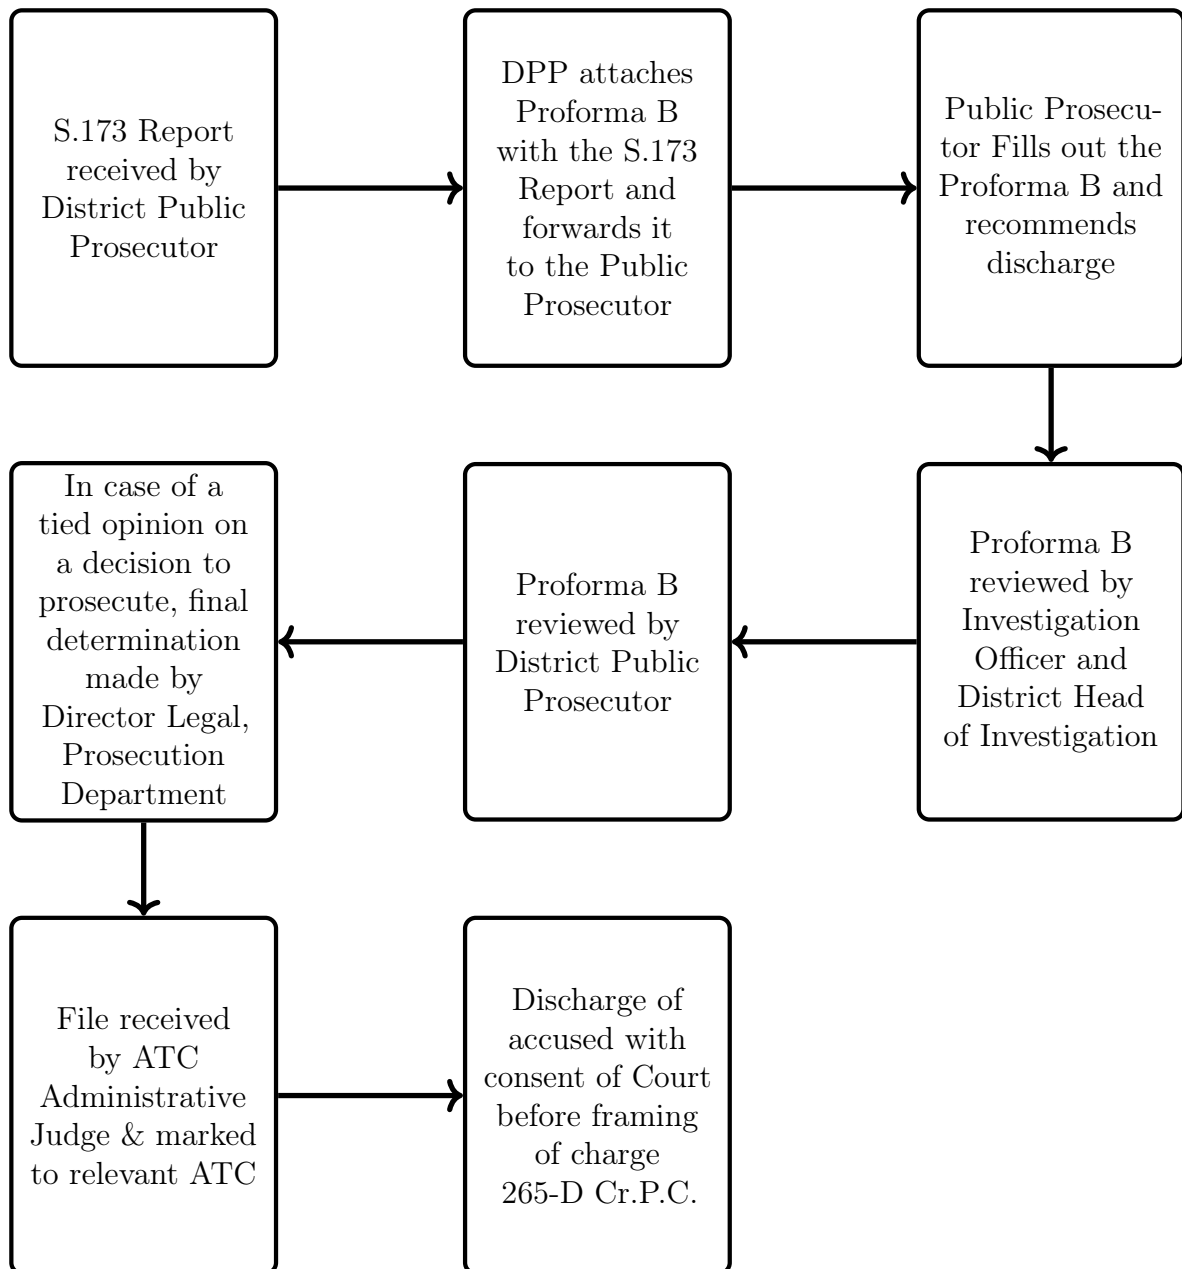 S.173 Report
received by
District Public
Prosecutor
DPP attaches
Proforma B
with the S.173
Report and
forwards it
to the Public
Prosecutor
Public Prosecu-
tor Fills out the
Proforma B and
recommends
discharge
Proforma B
reviewed by
Investigation
Officer and
District Head
of Investigation
Proforma B
reviewed by
District Public
Prosecutor
In case of a
tied opinion on
a decision to
prosecute, final
determination
made by
Director Legal,
Prosecution
Department
File received
by ATC
Administrative
Judge & marked
to relevant ATC
Discharge of
accused with
consent of Court
before framing
of charge
265-D Cr.P.C.